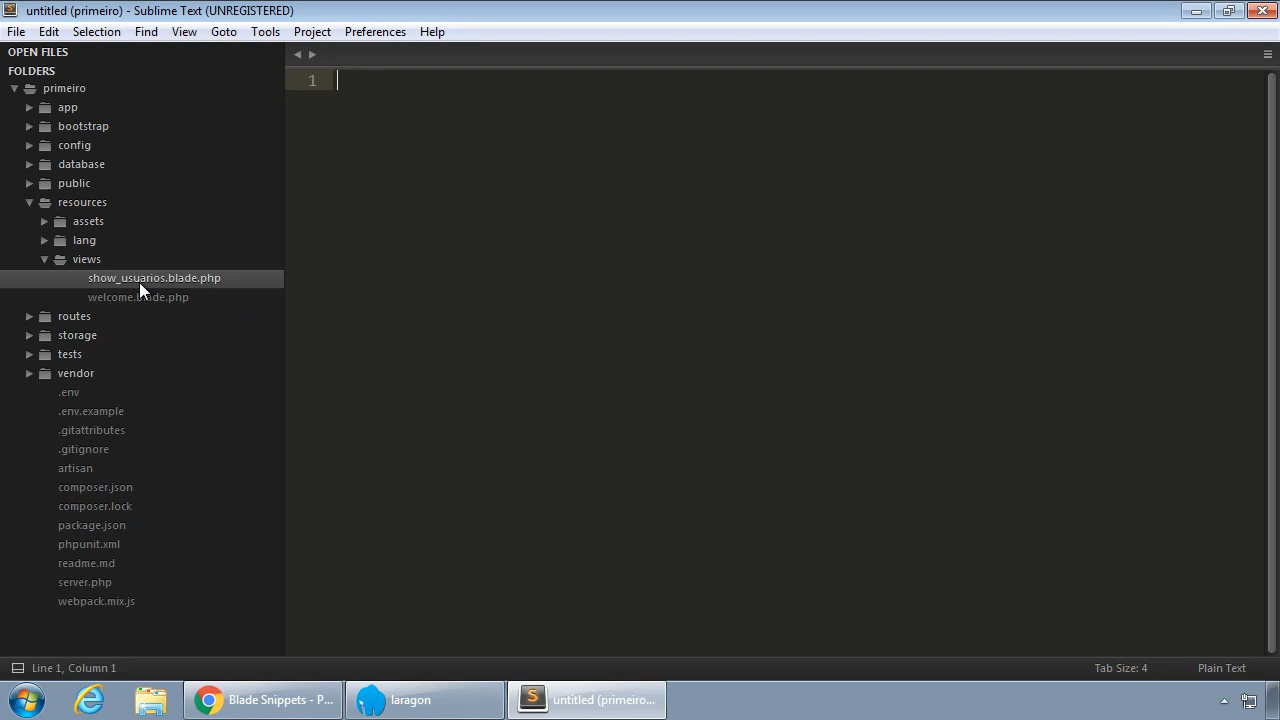 untitled (primeiro) - Sublime Text (UNREGISTERED)
File Edit Selection Find View Goto Tools Project Preferences Help
OPEN FILES
FOLDERS
primeiro
1
app
bootstrap
config
database
public
resources
assets
lang
views
show_usuarios.blade.php
welcome.blade.php
routes
storage
tests
vendor
.env
.env.example
.gitattributes
.gitignore
artisan
composer.json
composer.lock
package.json
phpunit.xml
readme.md
server.php
webpack.mix.js
Line 1, Column 1 Tab Size: 4 Plain Text
Blade Snippets - P... laragon untitled (primeiro...